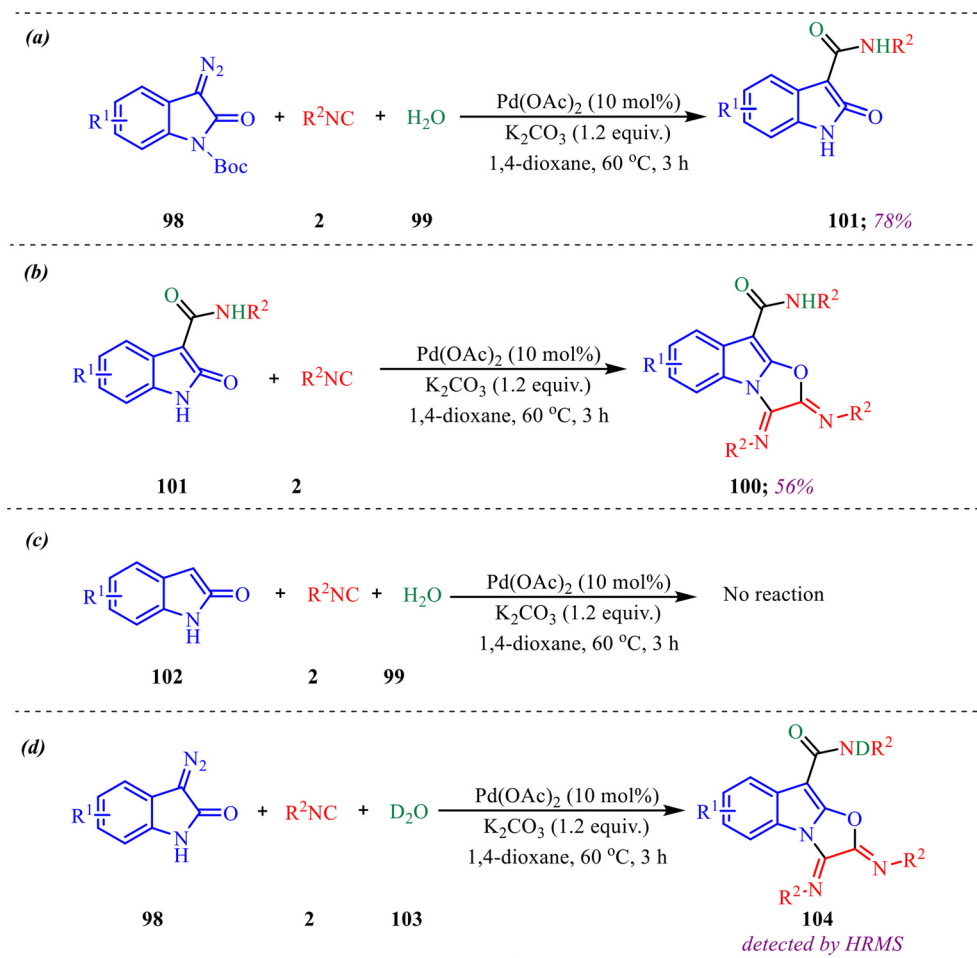 (a)
N₂
R¹
O
N
Boc
+
R²NC
+
H₂O
Pd(OAc)₂ (10 mol%)
K₂CO₃ (1.2 equiv.)
1,4-dioxane, 60 °C, 3 h
O
NHR²
R¹
O
N
H
98
2
99
101; 78%
(b)
O
NHR²
R¹
O
N
H
+
R²NC
Pd(OAc)₂ (10 mol%)
K₂CO₃ (1.2 equiv.)
1,4-dioxane, 60 °C, 3 h
O
NHR²
R¹
O
N
N-R²
R²-N
101
2
100; 56%
(c)
R¹
O
N
H
+
R²NC
+
H₂O
Pd(OAc)₂ (10 mol%)
K₂CO₃ (1.2 equiv.)
1,4-dioxane, 60 °C, 3 h
No reaction
102
2
99
(d)
N₂
R¹
O
N
H
+
R²NC
+
D₂O
Pd(OAc)₂ (10 mol%)
K₂CO₃ (1.2 equiv.)
1,4-dioxane, 60 °C, 3 h
O
NDR²
R¹
O
N
N-R²
R²-N
98
2
103
104
detected by HRMS